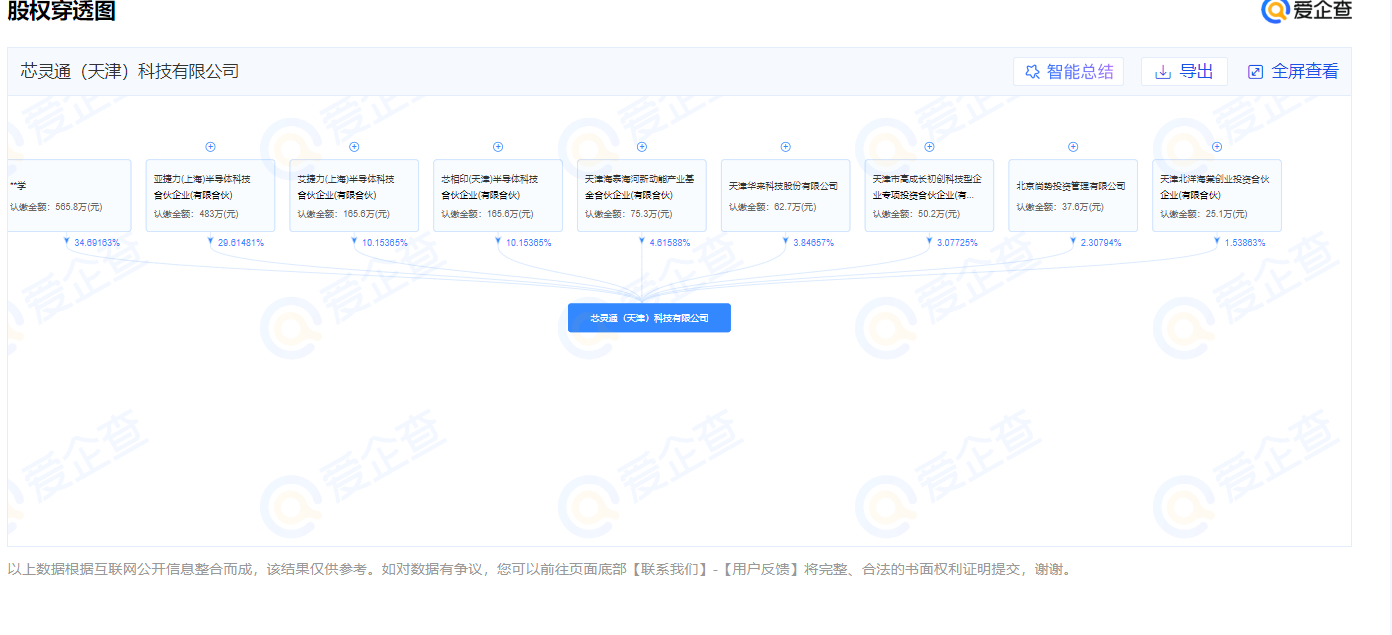 股权穿透图
爱企查
芯灵通（天津）科技有限公司
智能总结
导出
全屏查看
**学
认缴金额：565.8万(元)
亚捷力(上海)半导体科技
合伙企业(有限合伙)
认缴金额：483万(元)
艾捷力(上海)半导体科技
合伙企业(有限合伙)
认缴金额：165.6万(元)
芯相印(天津)半导体科技
合伙企业(有限合伙)
认缴金额：165.6万(元)
天津海泰海河新动能产业基
金合伙企业(有限合伙)
认缴金额：75.3万(元)
天津华来科技股份有限公司
认缴金额：62.7万(元)
天津市高成长初创科技型企
业专项投资合伙企业(有...
认缴金额：50.2万(元)
北京尚势投资管理有限公司
认缴金额：37.6万(元)
天津北洋海棠创业投资合伙
企业(有限合伙)
认缴金额：25.1万(元)
34.69163%
29.61481%
10.15365%
10.15365%
4.61588%
3.84657%
3.07725%
2.30794%
1.53863%
芯灵通（天津）科技有限公司
以上数据根据互联网公开信息整合而成，该结果仅供参考。如对数据有争议，您可以前往页面底部【联系我们】-【用户反馈】将完整、合法的书面权利证明提交，谢谢。